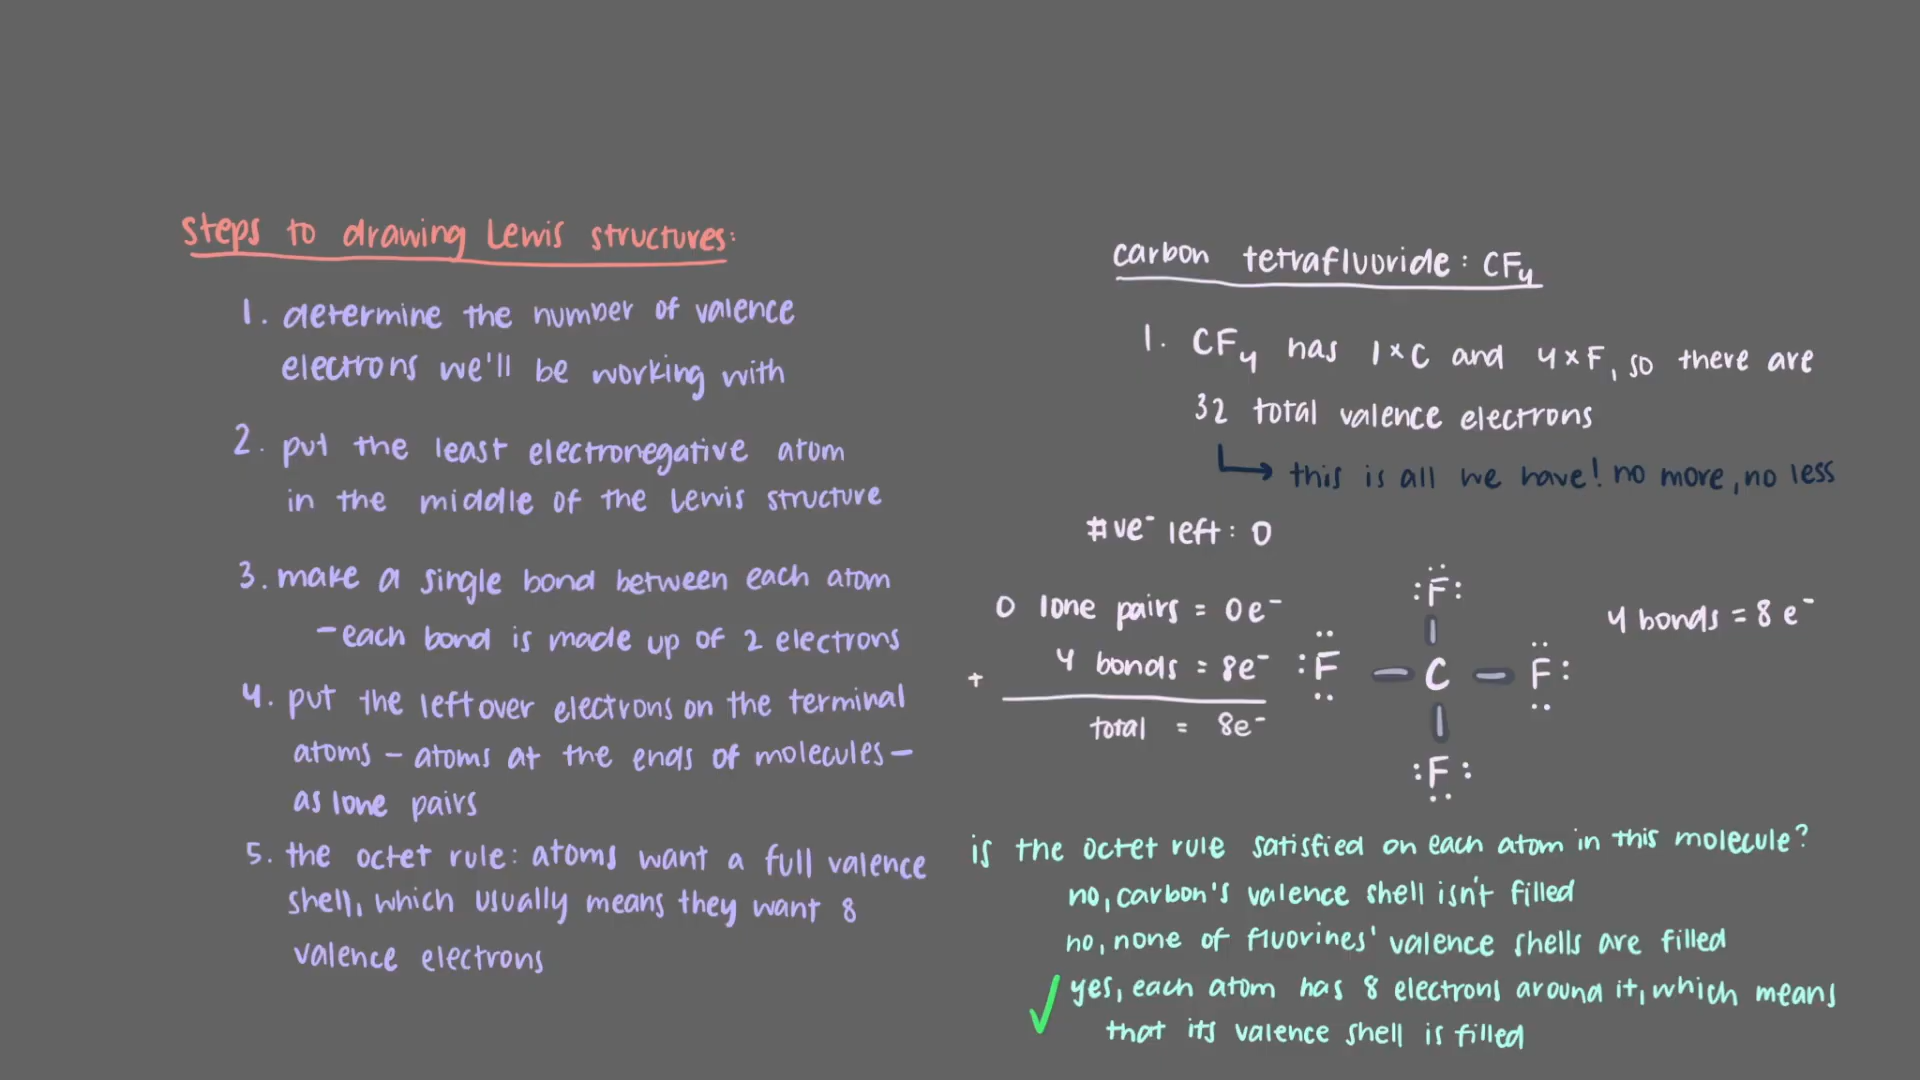 steps to drawing Lewis structures:
1. determine the number of valence
electrons we'll be working with
2. put the least electronegative atom
in the middle of the Lewis structure
3. make a single bond between each atom
- each bond is made up of 2 electrons
4. put the leftover electrons on the terminal
atoms - atoms at the ends of molecules -
as lone pairs
5. the octet rule: atoms want a full valence
shell, which usually means they want 8
valence electrons
carbon tetrafluoride: CF₄
1. CF₄ has 1×C and 4×F, so there are
32 total valence electrons
this is all we have! no more, no less
#ve⁻ left: 0
0 lone pairs = 0e⁻
+ 4 bonds = 8e⁻
total = 8e⁻
F
F C F
F
4 bonds = 8e⁻
is the octet rule satisfied on each atom in this molecule?
no, carbon's valence shell isn't filled
no, none of fluorines' valence shells are filled
✓ yes, each atom has 8 electrons around it, which means
that its valence shell is filled